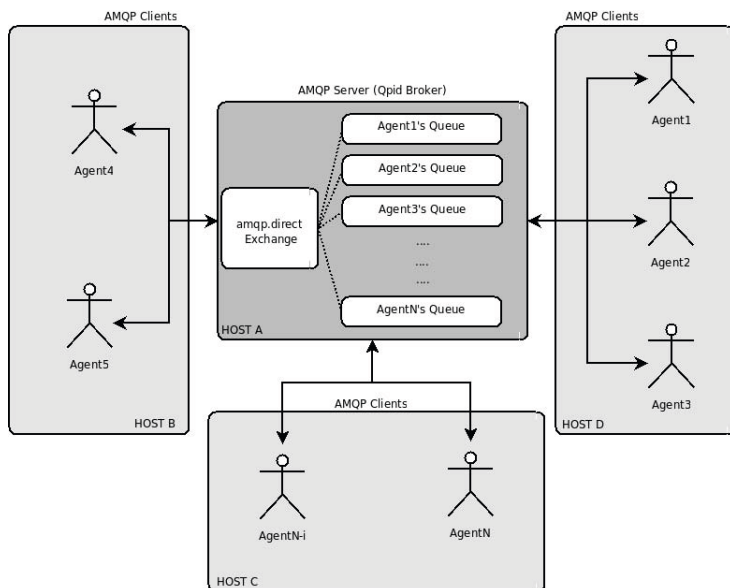 AMQP Clients
Agent4
Agent5
HOST B
AMQP Server (Qpid Broker)
amqp.direct
Exchange
Agent1's Queue
Agent2's Queue
Agent3's Queue
....
....
....
AgentN's Queue
HOST A
AMQP Clients
Agent1
Agent2
Agent3
HOST D
AMQP Clients
AgentN-i
AgentN
HOST C